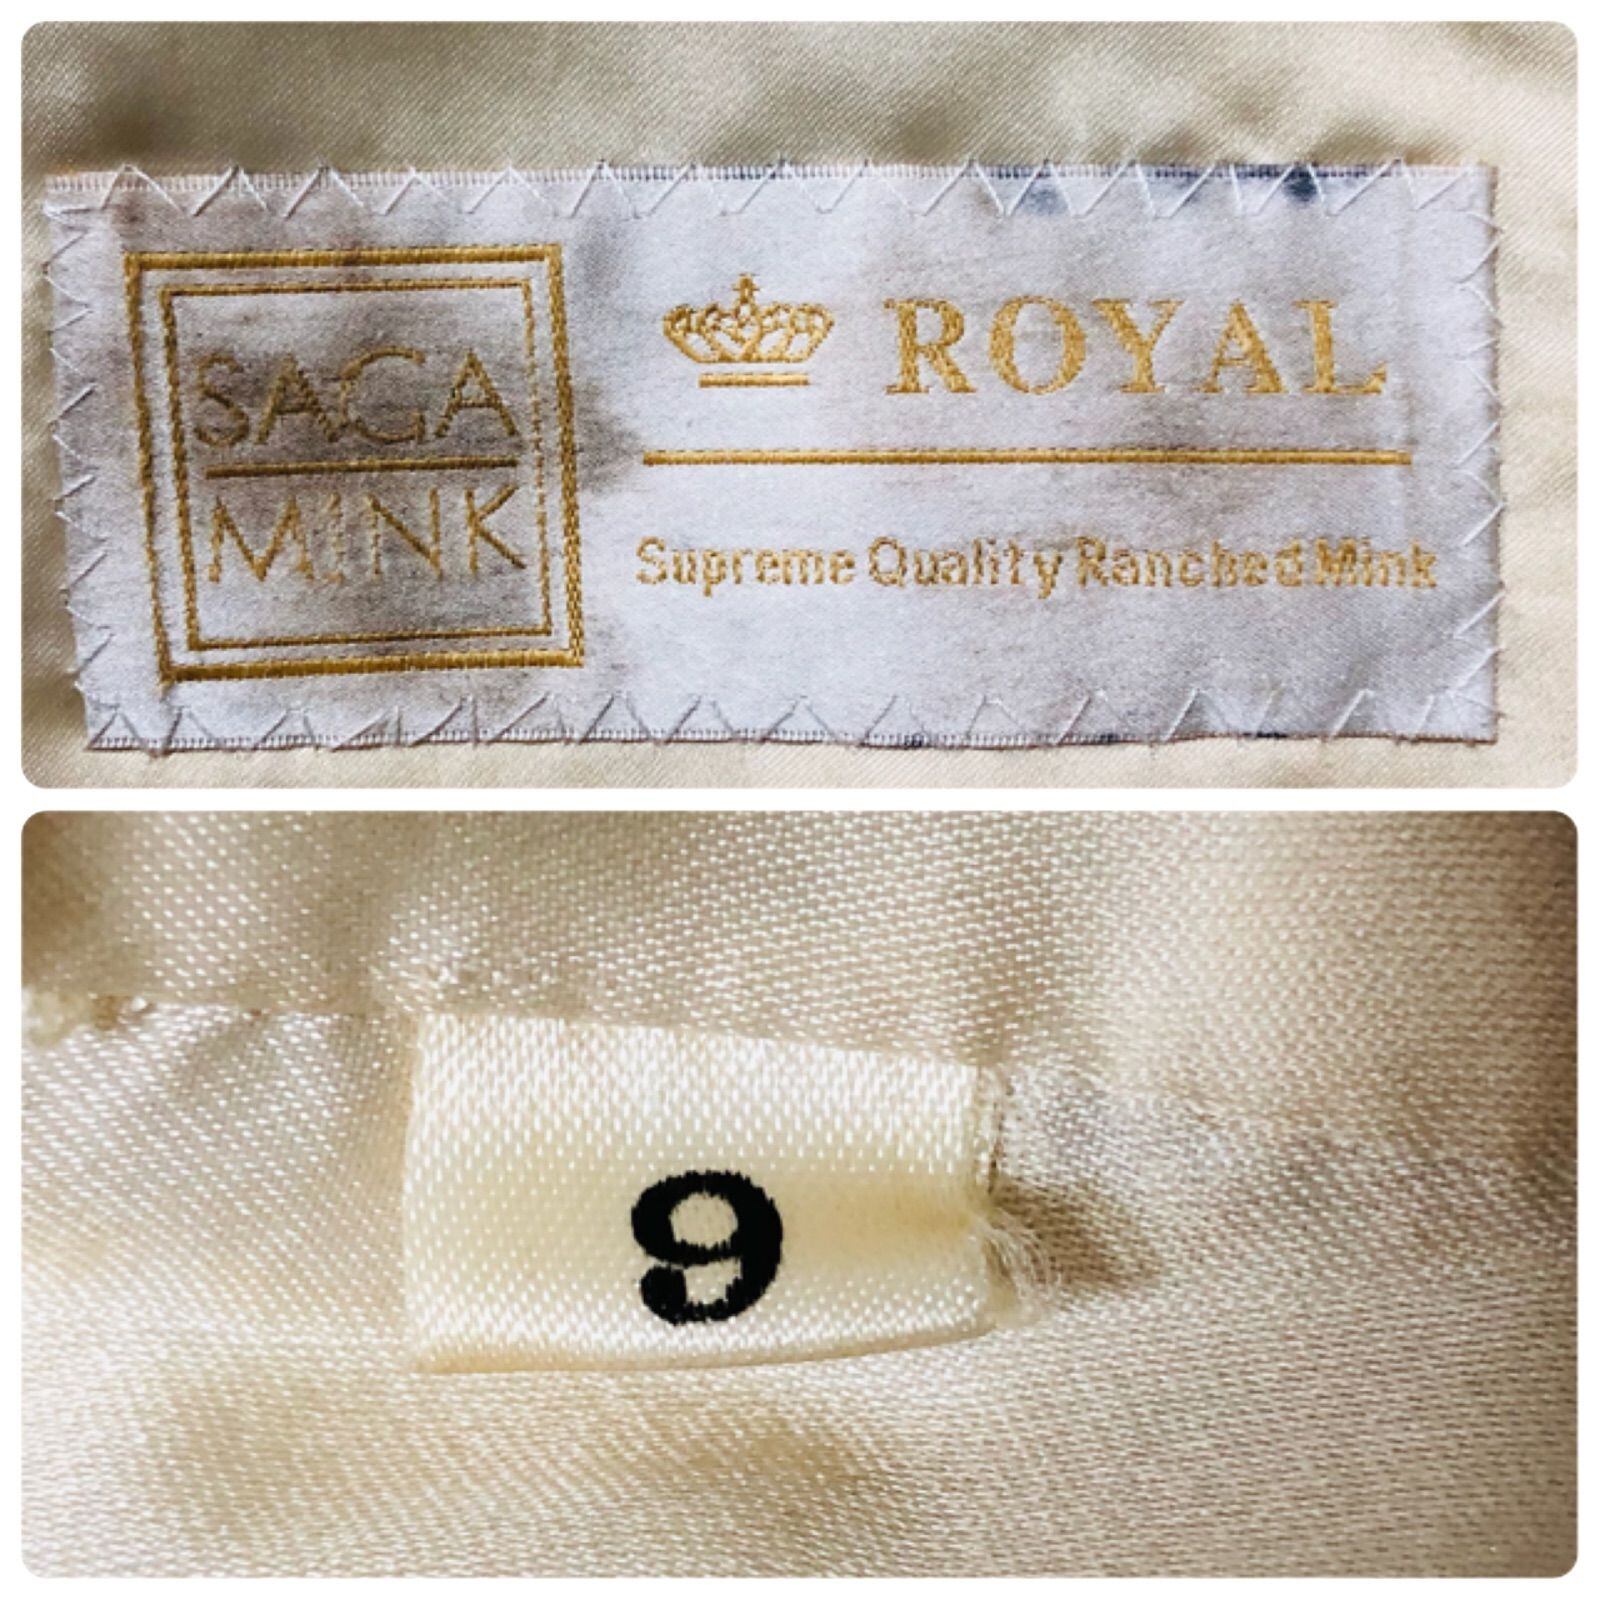 SAGA
MINK
ROYAL
Supreme Quality Ranched Mink
9